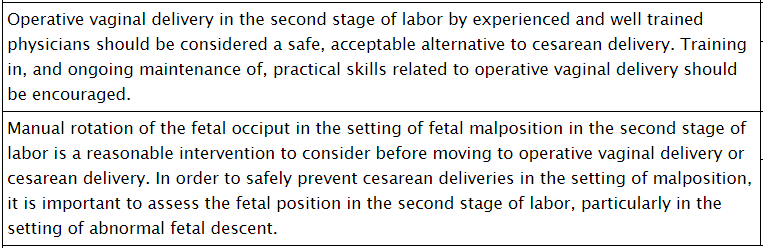 Operative vaginal delivery in the second stage of labor by experienced and well trained
physicians should be considered a safe, acceptable alternative to cesarean delivery. Training
in, and ongoing maintenance of, practical skills related to operative vaginal delivery should
be encouraged.
Manual rotation of the fetal occiput in the setting of fetal malposition in the second stage of
labor is a reasonable intervention to consider before moving to operative vaginal delivery or
cesarean delivery. In order to safely prevent cesarean deliveries in the setting of malposition,
it is important to assess the fetal position in the second stage of labor, particularly in the
setting of abnormal fetal descent.